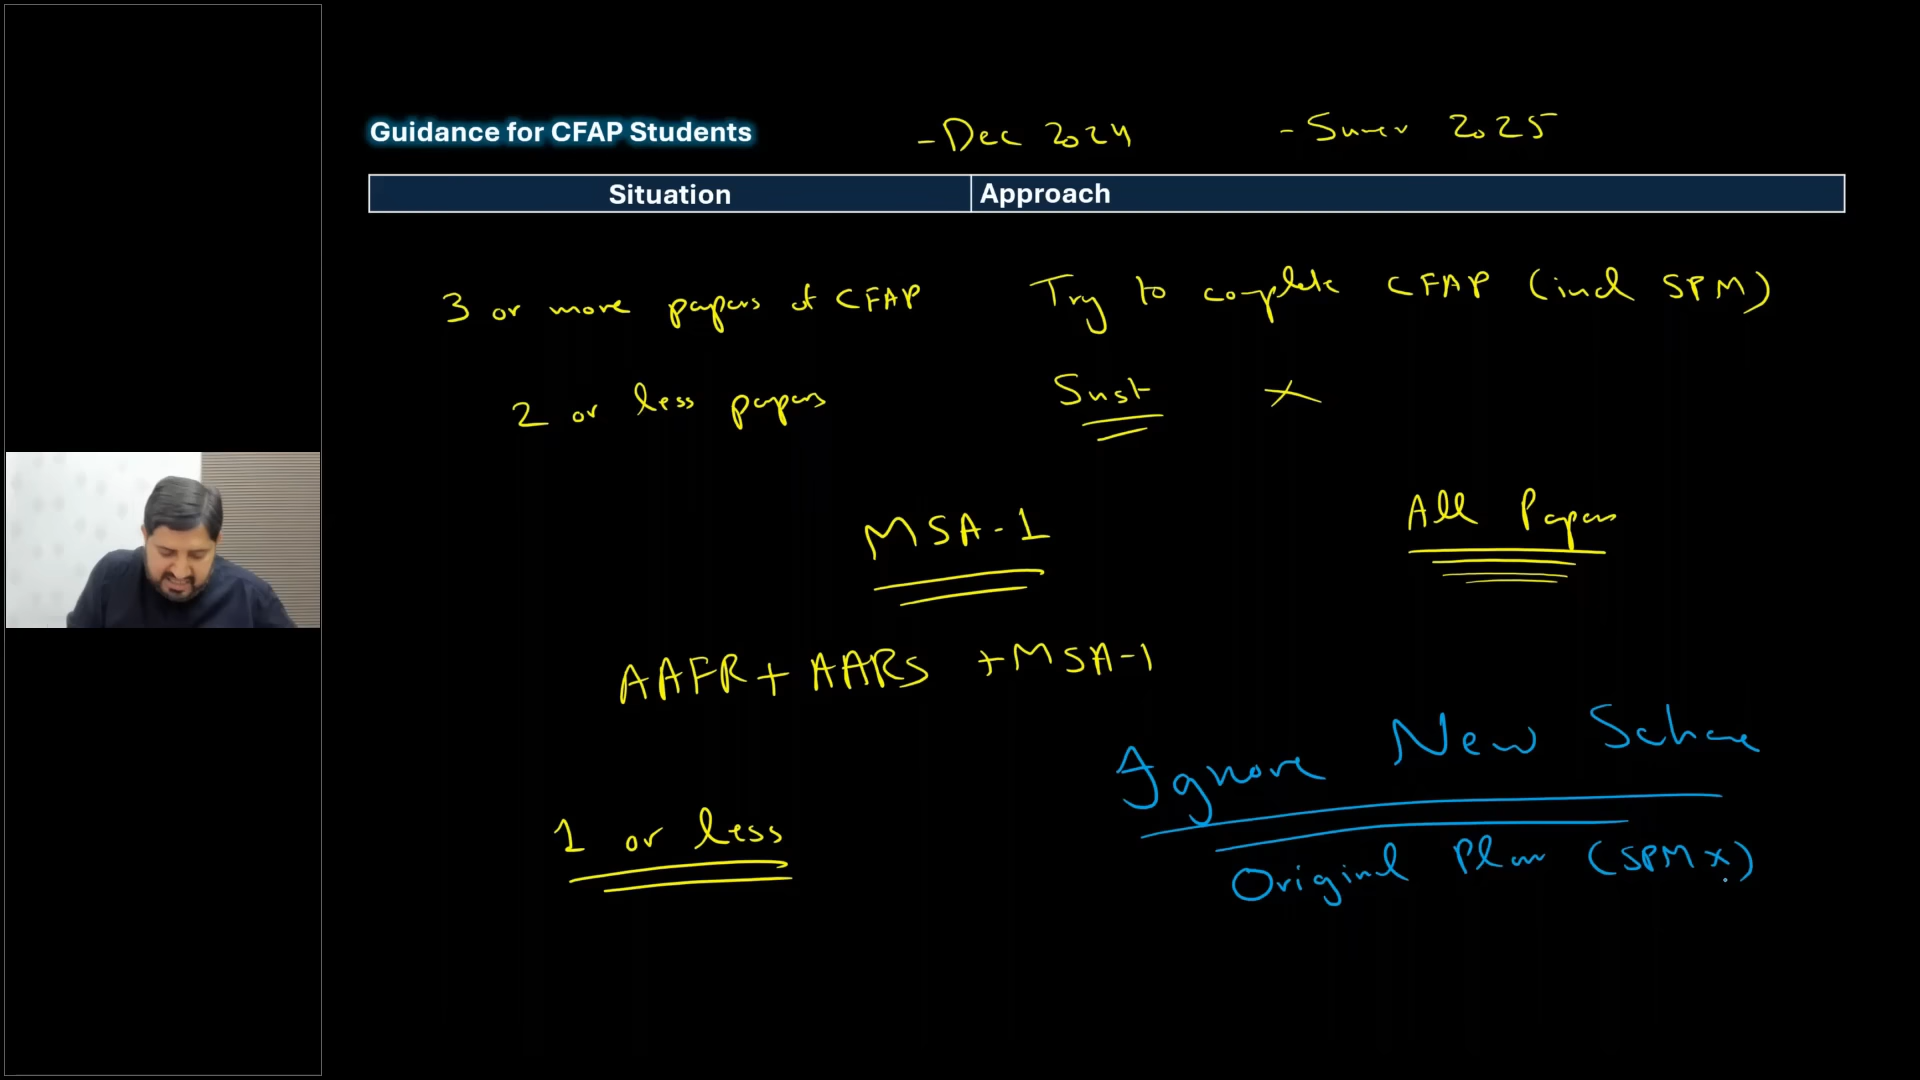 Guidance for CFAP Students - Dec 2024 - Summer 2025
Situation Approach
3 or more papers of CFAP Try to complete CFAP (incl SPM)
2 or less papers Sust X
MSA-1 All Papers
AAFR + AARS + MSA-1
Ignore New Scheme
1 or less
Original Plan (SPM x)